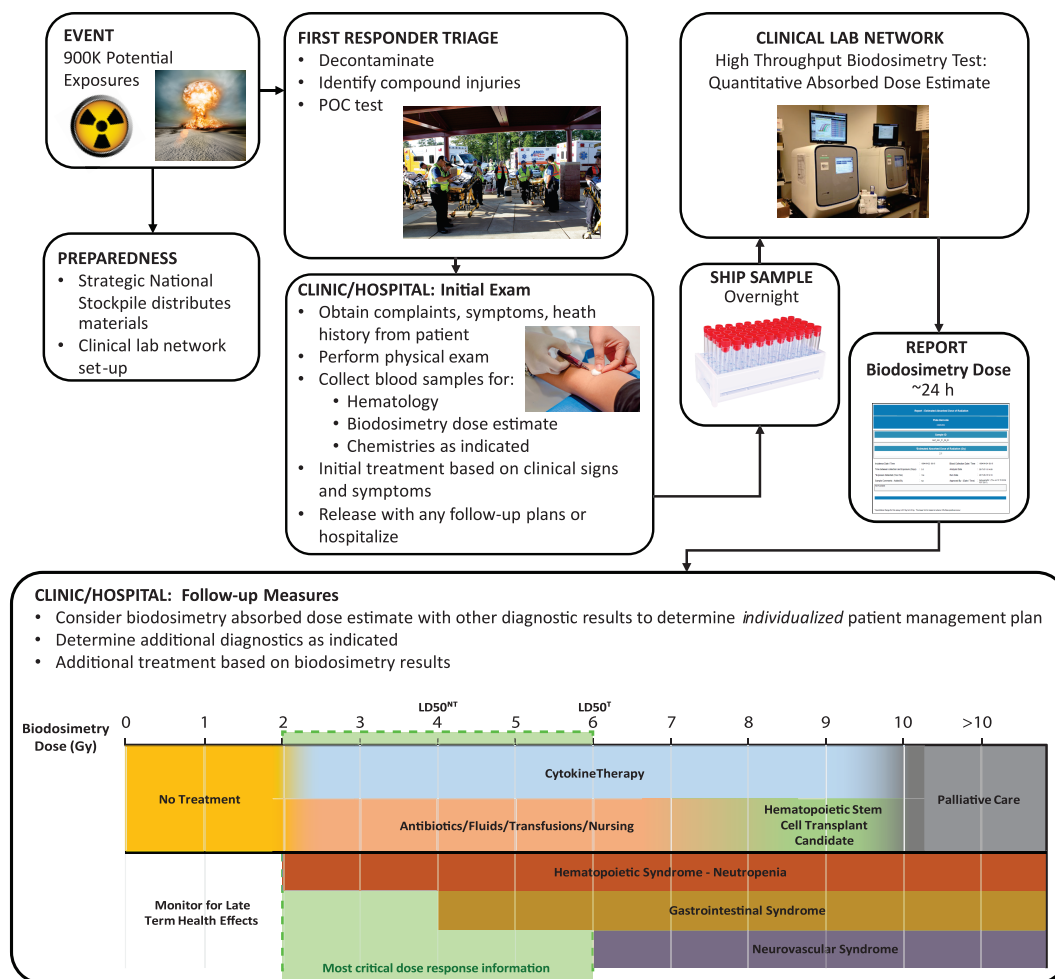 EVENT
900K Potential
Exposures
FIRST RESPONDER TRIAGE
• Decontaminate
• Identify compound injuries
• POC test
CLINICAL LAB NETWORK
High Throughput Biodosimetry Test:
Quantitative Absorbed Dose Estimate
PREPAREDNESS
• Strategic National
Stockpile distributes
materials
• Clinical lab network
set-up
CLINIC/HOSPITAL: Initial Exam
• Obtain complaints, symptoms, heath
history from patient
• Perform physical exam
• Collect blood samples for:
• Hematology
• Biodosimetry dose estimate
• Chemistries as indicated
• Initial treatment based on clinical signs
and symptoms
• Release with any follow-up plans or
hospitalize
SHIP SAMPLE
Overnight
REPORT
Biodosimetry Dose
~24 h
CLINIC/HOSPITAL: Follow-up Measures
• Consider biodosimetry absorbed dose estimate with other diagnostic results to determine individualized patient management plan
• Determine additional diagnostics as indicated
• Additional treatment based on biodosimetry results
LD50NT LD50T
Biodosimetry
Dose (Gy)
0 1 2 3 4 5 6 7 8 9 10 >10
No Treatment
CytokineTherapy
Antibiotics/Fluids/Transfusions/Nursing
Hematopoietic Stem
Cell Transplant
Candidate
Palliative Care
Hematopoietic Syndrome - Neutropenia
Monitor for Late
Term Health Effects
Gastrointestinal Syndrome
Neurovascular Syndrome
Most critical dose response information